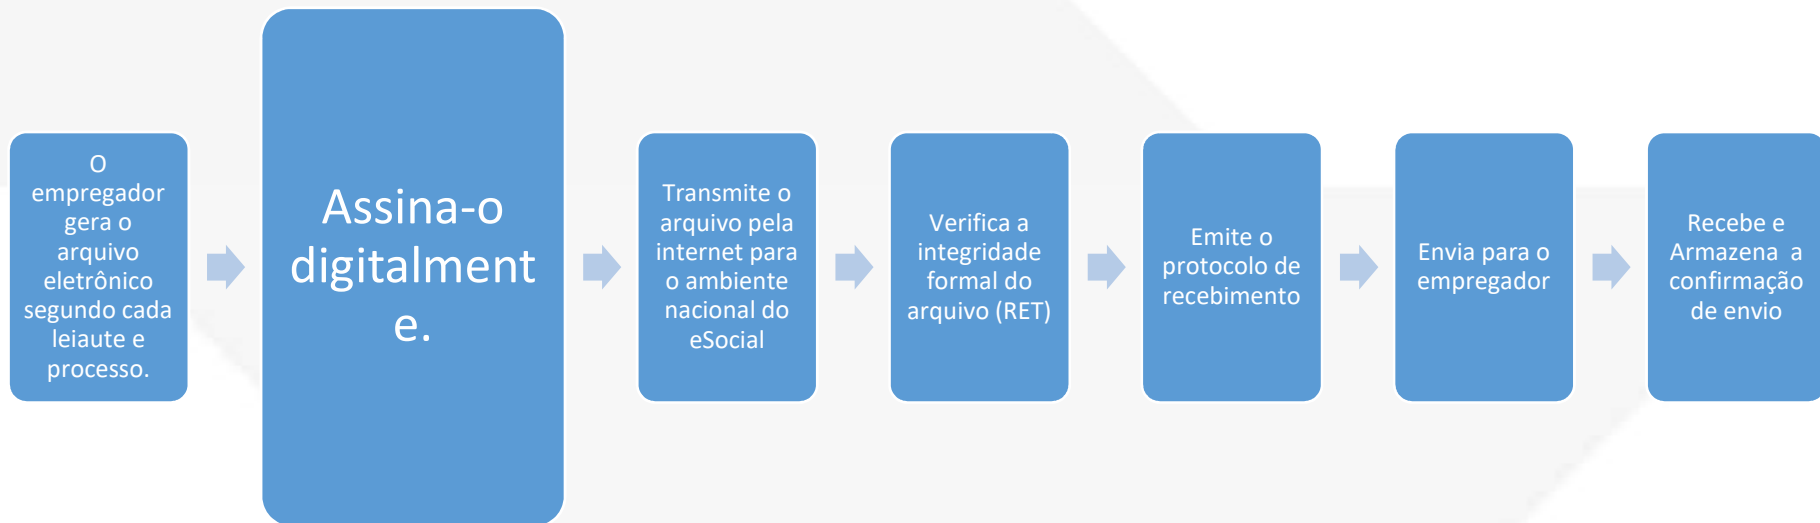 O
empregador
gera o
arquivo
eletrônico
segundo cada
leiaute e
processo.
Assina-o
digitalment
e.
Transmite o
arquivo pela
internet para
o ambiente
nacional do
eSocial
Verifica a
integridade
formal do
arquivo (RET)
Emite o
protocolo de
recebimento
Envia para o
empregador
Recebe e
Armazena  a
confirmação
de envio